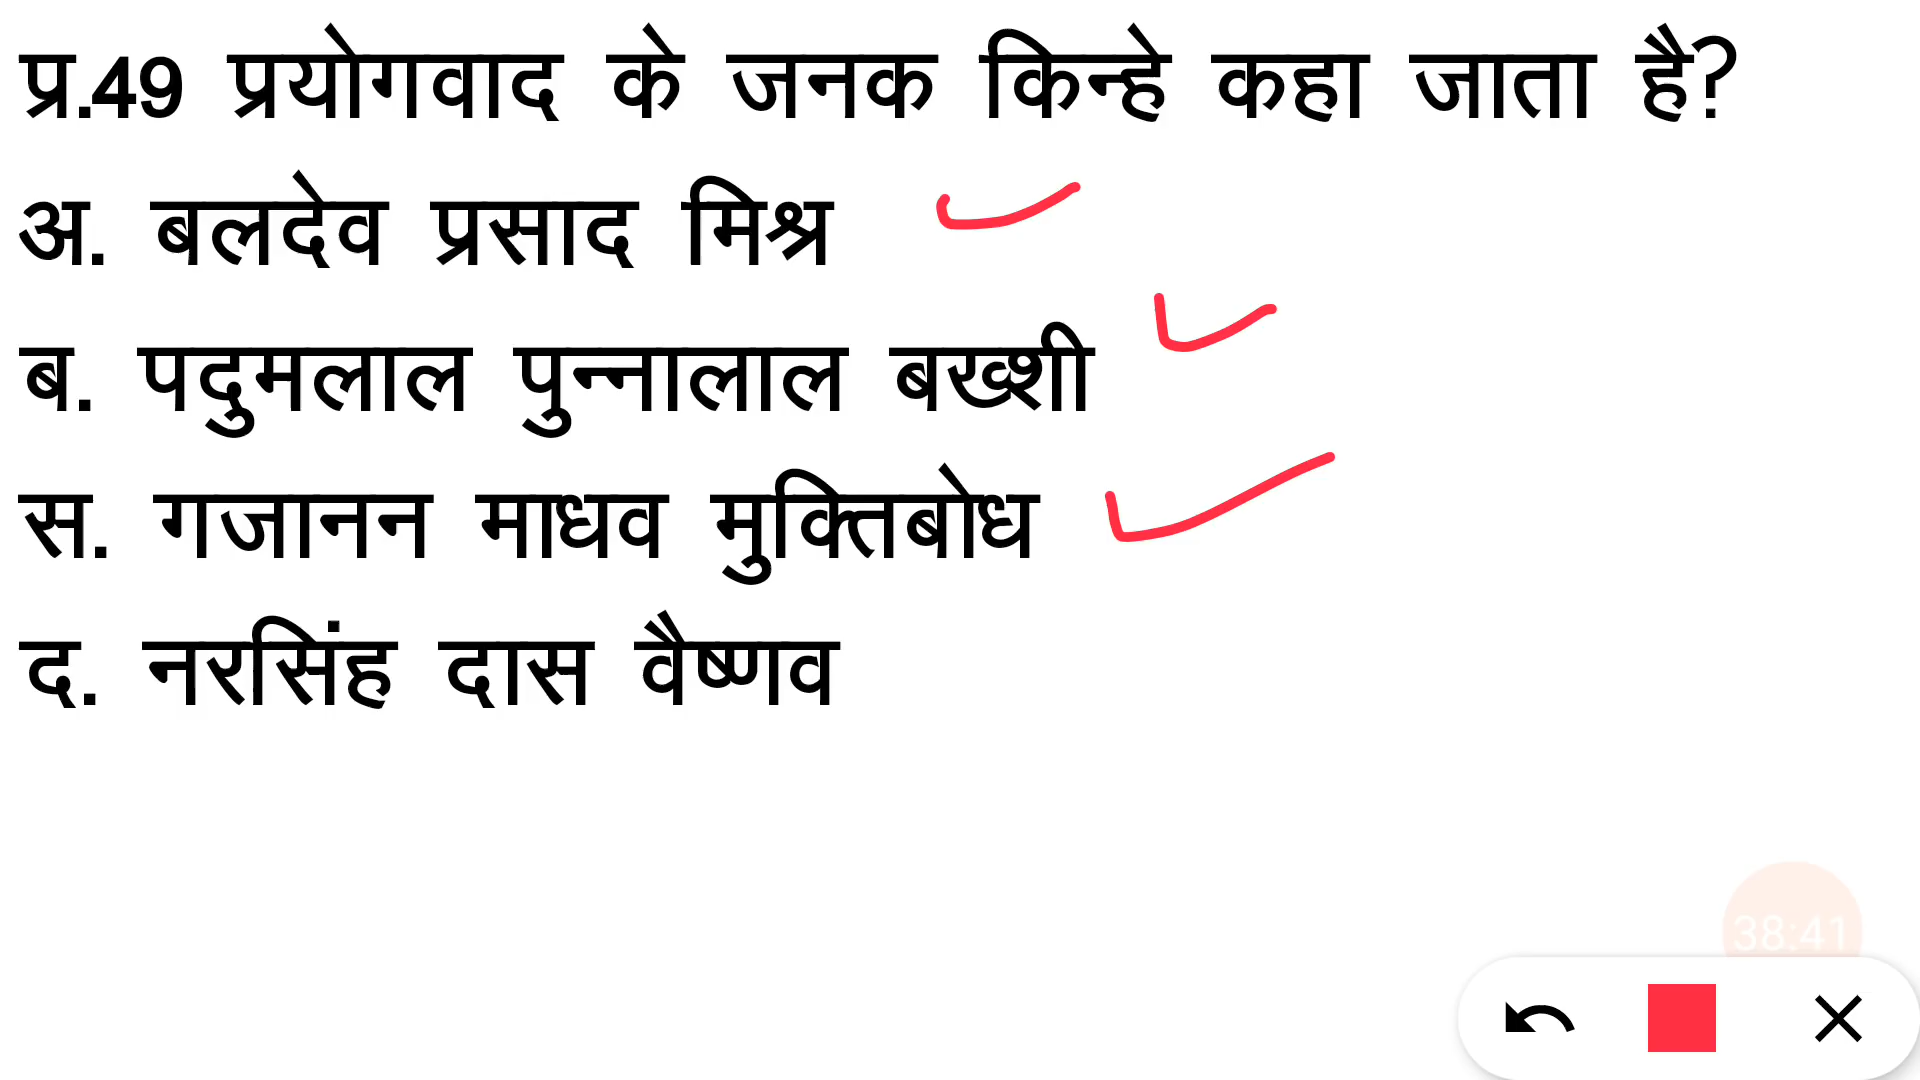 प्र.49 प्रयोगवाद के जनक किन्हे कहा जाता है?
अ. बलदेव प्रसाद मिश्र
ब. पदुमलाल पुन्नालाल बख्शी
स. गजानन माधव मुक्तिबोध
द. नरसिंह दास वैष्णव
38:41